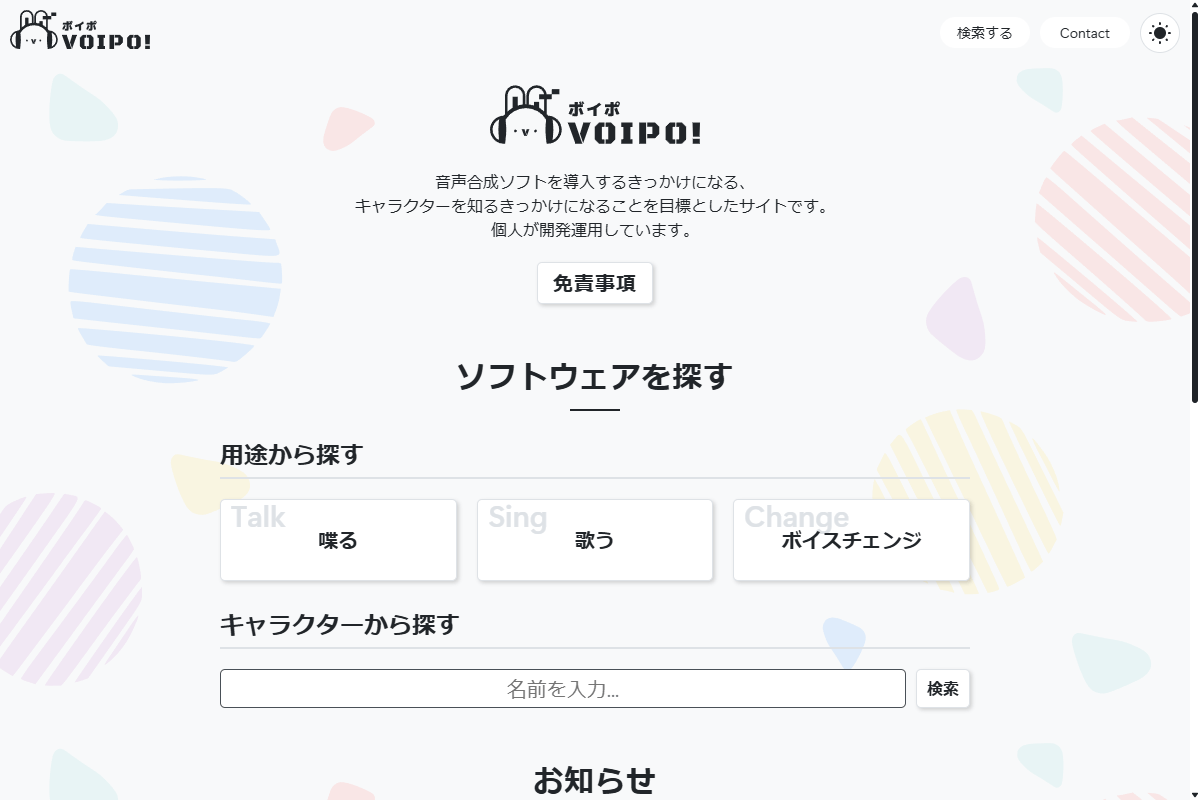 ボイポ
VOIPO!
検索する
Contact
ボイポ
VOIPO!
音声合成ソフトを導入するきっかけになる、
キャラクターを知るきっかけになることを目標としたサイトです。
個人が開発運用しています。
免責事項
ソフトウェアを探す
用途から探す
Talk
喋る
Sing
歌う
Change
ボイスチェンジ
キャラクターから探す
名前を入力...
検索
お知らせ